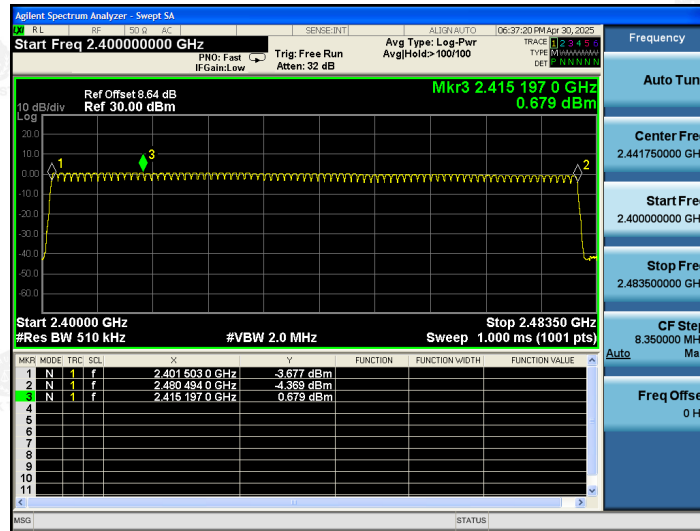 Agilent Spectrum Analyzer - Swept SA
LXI RL RF 50 Ω AC SENSE:INT ALIGN AUTO 06:37:20 PM Apr 30, 2025
Start Freq 2.400000000 GHz
PNO: Fast
IFGain:Low
Trig: Free Run
Atten: 32 dB
Avg Type: Log-Pwr
Avg|Hold:>100/100
TRACE 1 2 3 4 5 6
TYPE M
DET P N N N N N
Ref Offset 8.64 dB
10 dB/div Ref 30.00 dBm
Log
Mkr3 2.415 197 0 GHz
0.679 dBm
20.0
10.0
0.00
-10.0
-20.0
-30.0
-40.0
-50.0
-60.0
1
3
2
Start 2.40000 GHz Stop 2.48350 GHz
#Res BW 510 kHz #VBW 2.0 MHz Sweep 1.000 ms (1001 pts)
MKR MODE TRC SCL X Y FUNCTION FUNCTION WIDTH FUNCTION VALUE
1 N 1 f 2.401 503 0 GHz -3.677 dBm
2 N 1 f 2.480 494 0 GHz -4.369 dBm
3 N 1 f 2.415 197 0 GHz 0.679 dBm
4
5
6
7
8
9
10
11
MSG STATUS
Frequency
Auto Tun
Center Fre
2.441750000 GH
Start Fre
2.400000000 GH
Stop Fre
2.483500000 GH
CF Step
8.350000 MH
Auto Ma
Freq Offse
0 H